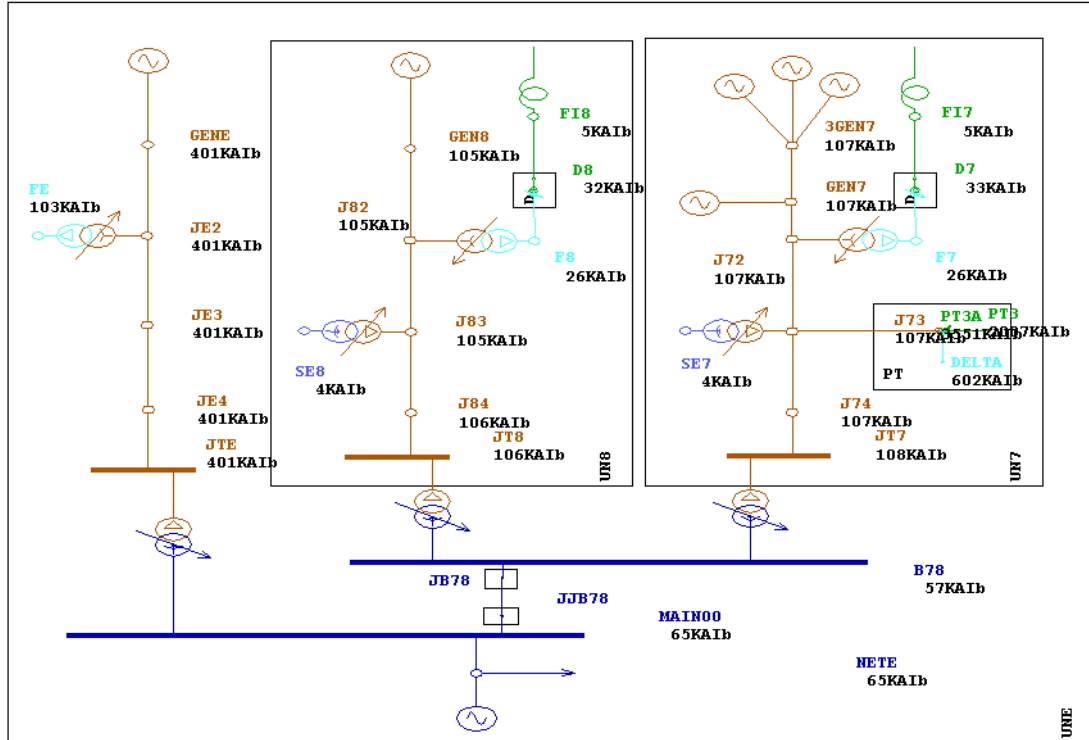 GENE
401KAIb
FE
103KAIb
JE2
401KAIb
JE3
401KAIb
JE4
401KAIb
JTE
401KAIb
GEN8
105KAIb
FI8
5KAIb
D8
32KAIb
D
J82
105KAIb
F8
26KAIb
J83
105KAIb
SE8
4KAIb
J84
106KAIb
JT8
106KAIb
UN8
3GEN7
107KAIb
FI7
5KAIb
D7
33KAIb
D
GEN7
107KAIb
J72
107KAIb
F7
26KAIb
J73
107KAIb
PT3A
PT3
DELTA
602KAIb
PT
SE7
4KAIb
J74
107KAIb
JT7
108KAIb
UN7
B78
57KAIb
JB78
JJB78
MAIN00
65KAIb
NETE
65KAIb
UNE